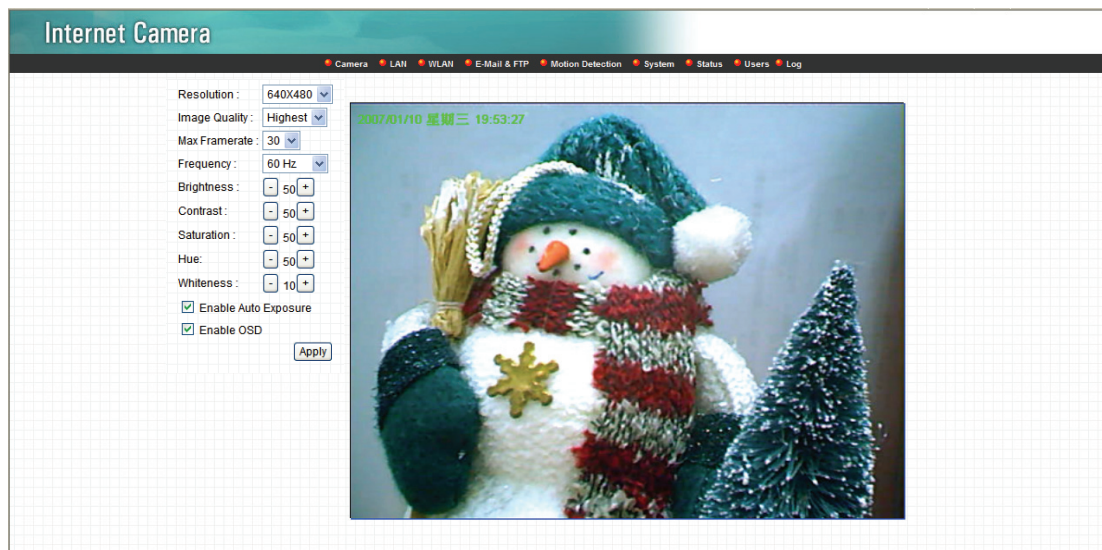 Internet Camera
Camera LAN WLAN E-Mail & FTP Motion Detection System Status Users Log
Resolution : 640X480
Image Quality : Highest
Max Framerate : 30
Frequency : 60 Hz
Brightness : - 50 +
Contrast : - 50 +
Saturation : - 50 +
Hue: - 50 +
Whiteness : - 10 +
Enable Auto Exposure
Enable OSD
Apply
2007/01/10 星期三 19:53:27